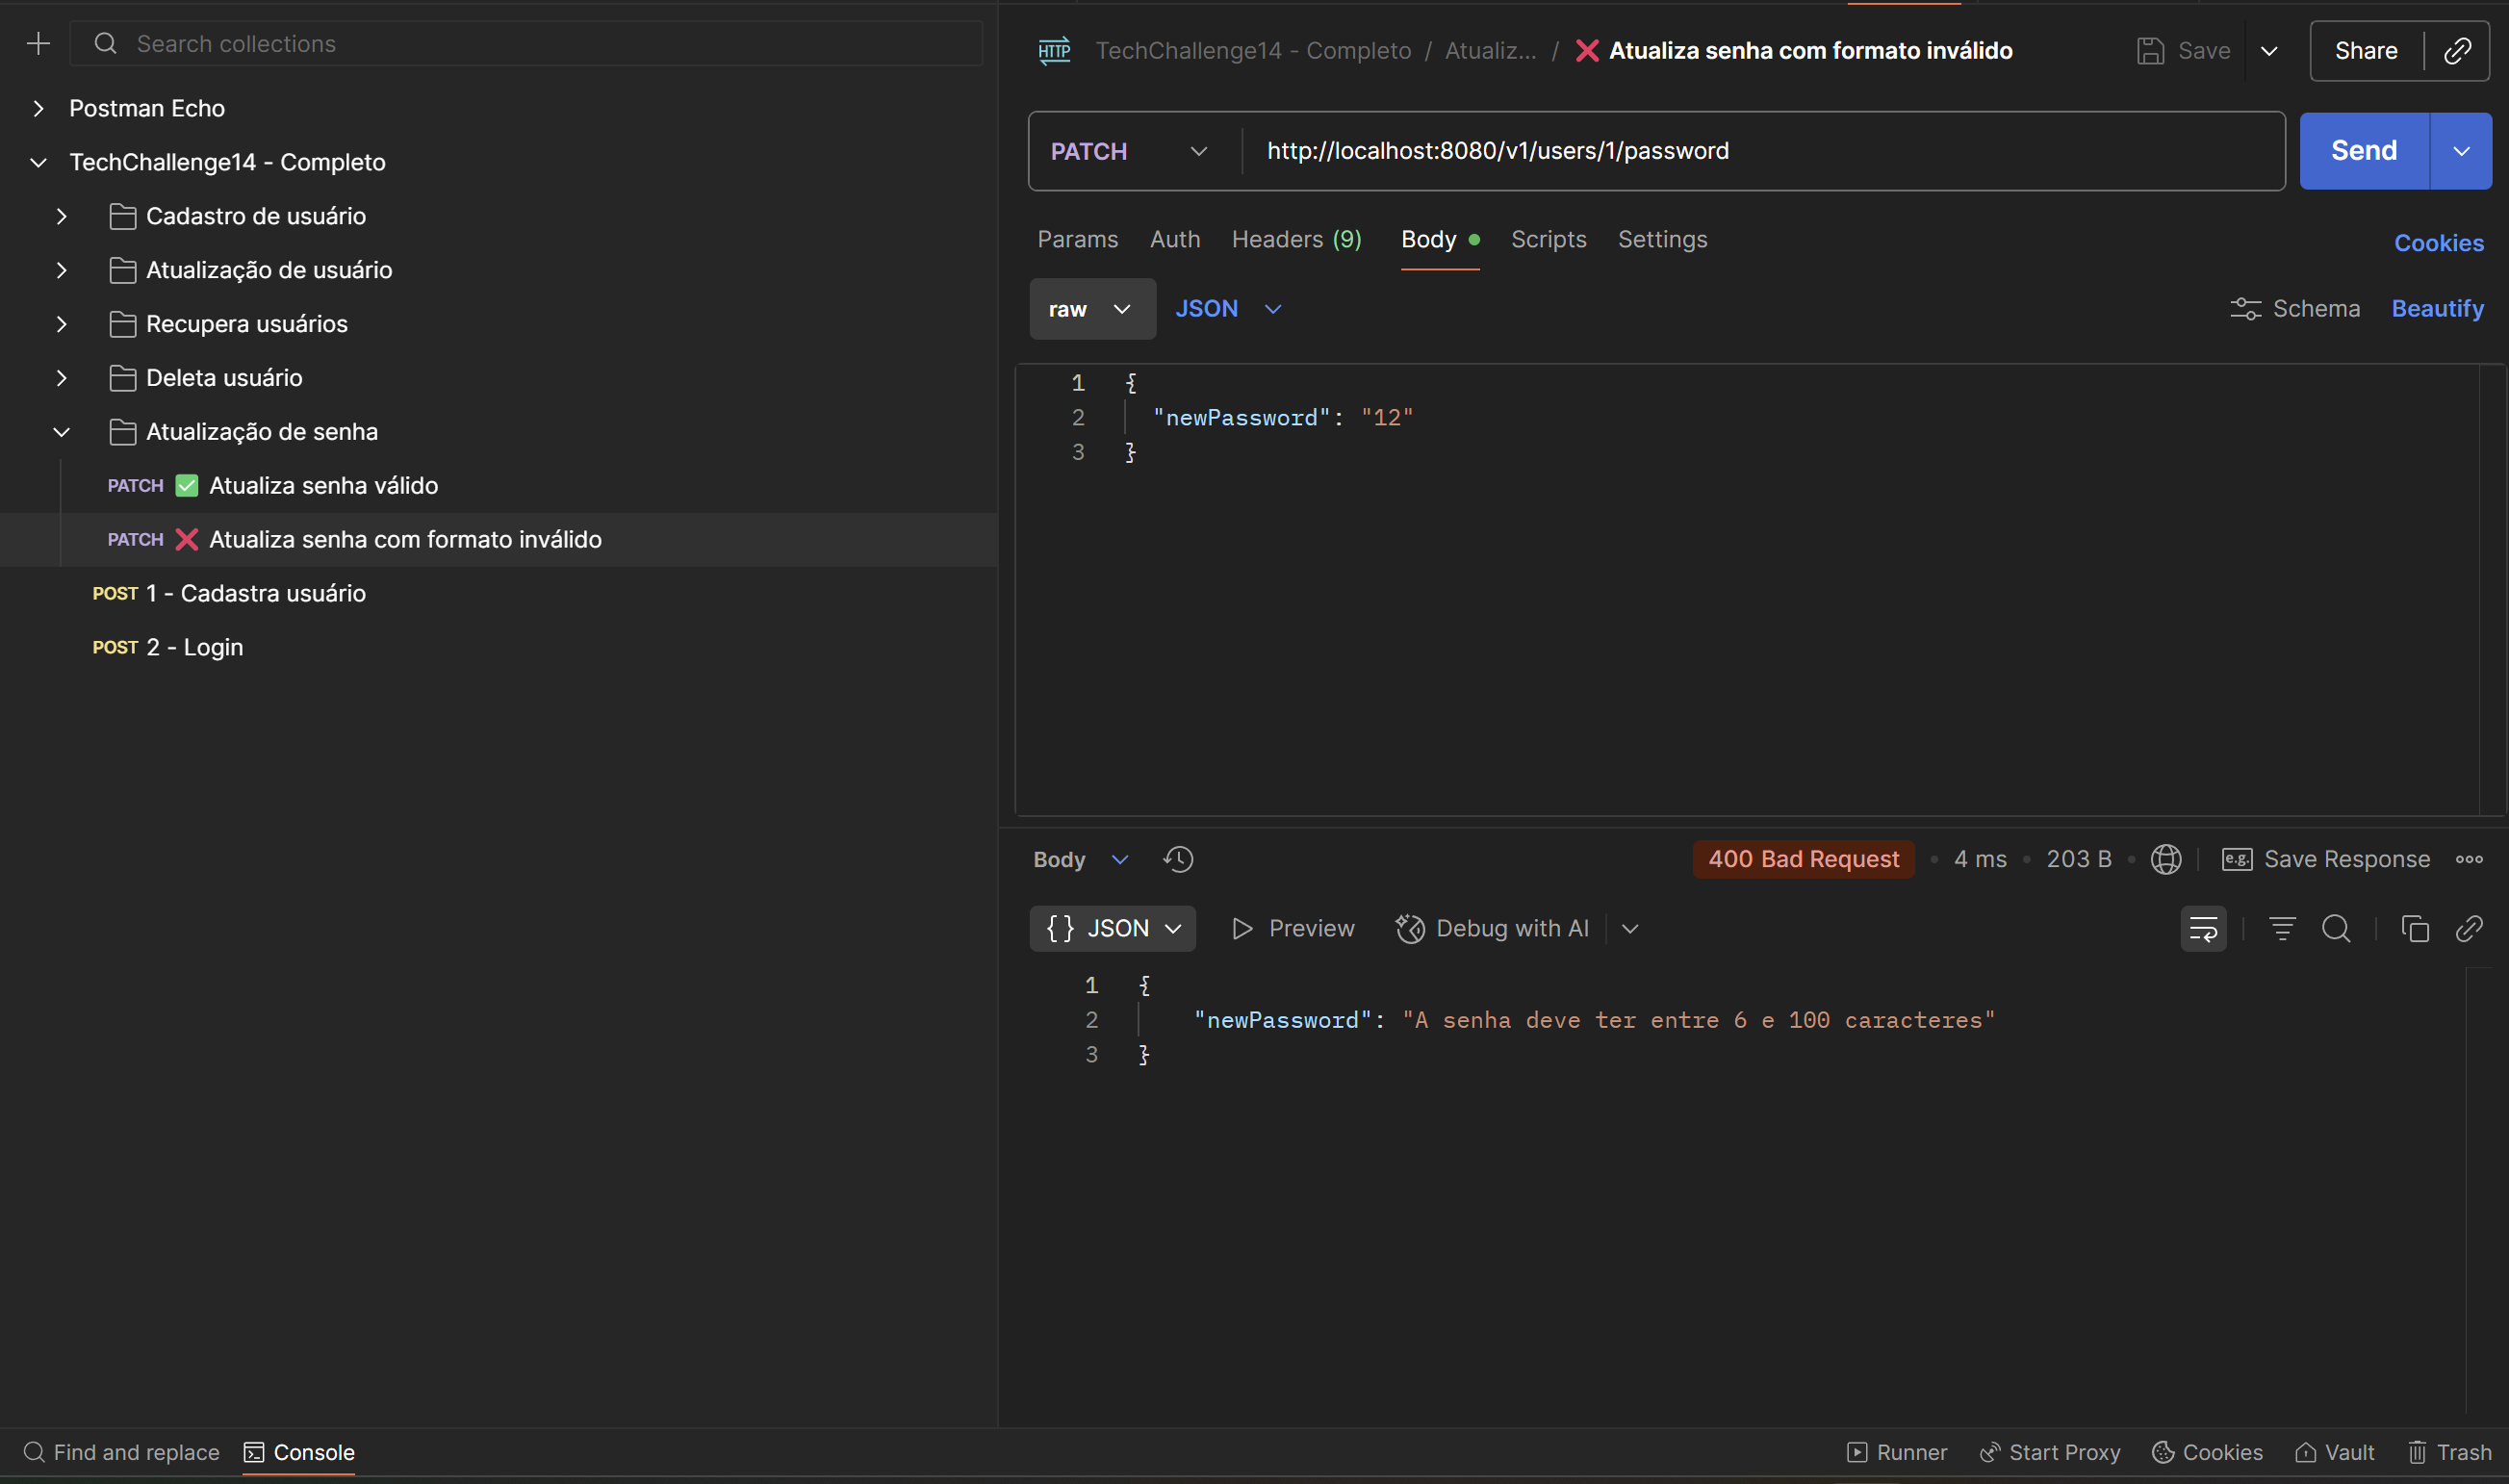 Search collections
Postman Echo
TechChallenge14 - Completo
Cadastro de usuário
Atualização de usuário
Recupera usuários
Deleta usuário
Atualização de senha
PATCH ✅ Atualiza senha válido
PATCH ❌ Atualiza senha com formato inválido
POST 1 - Cadastra usuário
POST 2 - Login
HTTP TechChallenge14 - Completo / Atualiz... / ❌ Atualiza senha com formato inválido Save Share
PATCH http://localhost:8080/v1/users/1/password Send
Params Auth Headers (9) Body Scripts Settings Cookies
raw JSON Schema Beautify
1 {
2 "newPassword": "12"
3 }
Body 400 Bad Request • 4 ms • 203 B • e.g. Save Response
{} JSON Preview Debug with AI
1 {
2 "newPassword": "A senha deve ter entre 6 e 100 caracteres"
3 }
Find and replace Console Runner Start Proxy Cookies Vault Trash